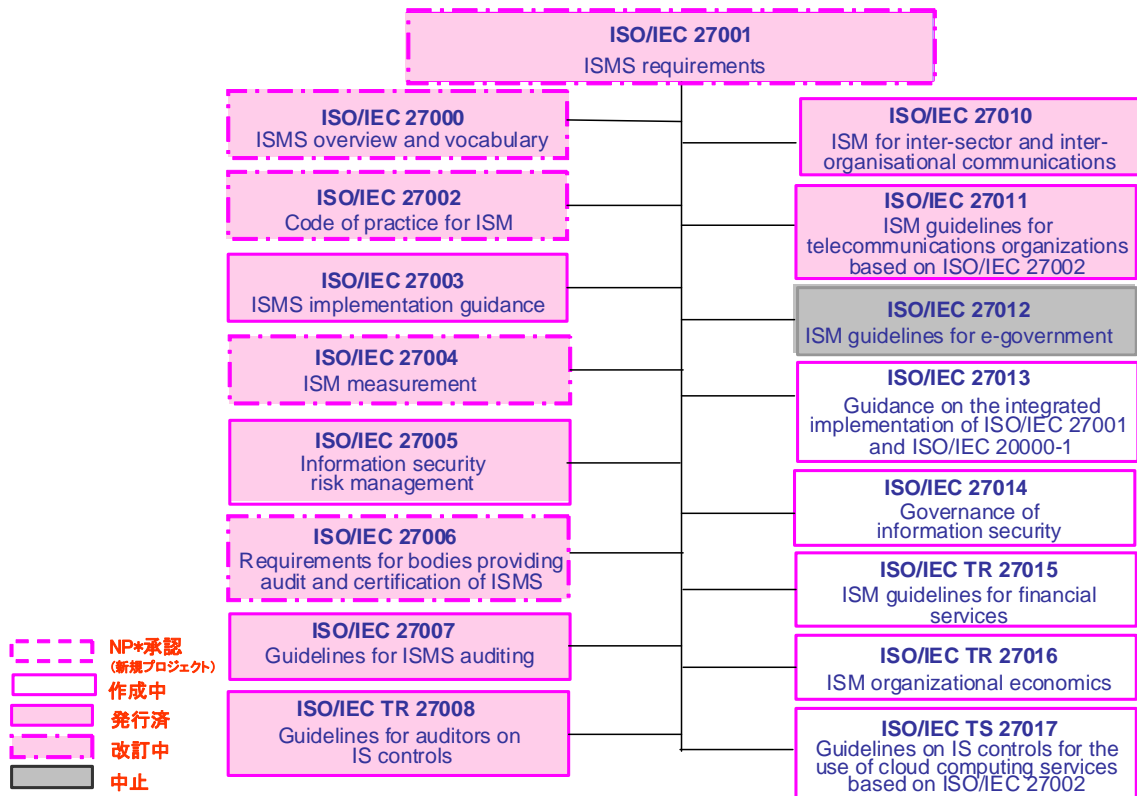 ISO/IEC 27001
ISMS requirements
ISO/IEC 27000
ISMS overview and vocabulary
ISO/IEC 27002
Code of practice for ISM
ISO/IEC 27003
ISMS implementation guidance
ISO/IEC 27004
ISM measurement
ISO/IEC 27005
Information security
risk management
ISO/IEC 27006
Requirements for bodies providing
audit and certification of ISMS
ISO/IEC 27007
Guidelines for ISMS auditing
ISO/IEC TR 27008
Guidelines for auditors on
IS controls
ISO/IEC 27010
ISM for inter-sector and inter-
organisational communications
ISO/IEC 27011
ISM guidelines for
telecommunications organizations
based on ISO/IEC 27002
ISO/IEC 27012
ISM guidelines for e-government
ISO/IEC 27013
Guidance on the integrated
implementation of ISO/IEC 27001
and ISO/IEC 20000-1
ISO/IEC 27014
Governance of
information security
ISO/IEC TR 27015
ISM guidelines for financial
services
ISO/IEC TR 27016
ISM organizational economics
ISO/IEC TS 27017
Guidelines on IS controls for the
use of cloud computing services
based on ISO/IEC 27002
NP*承認
(新規プロジェクト)
作成中
発行済
改訂中
中止